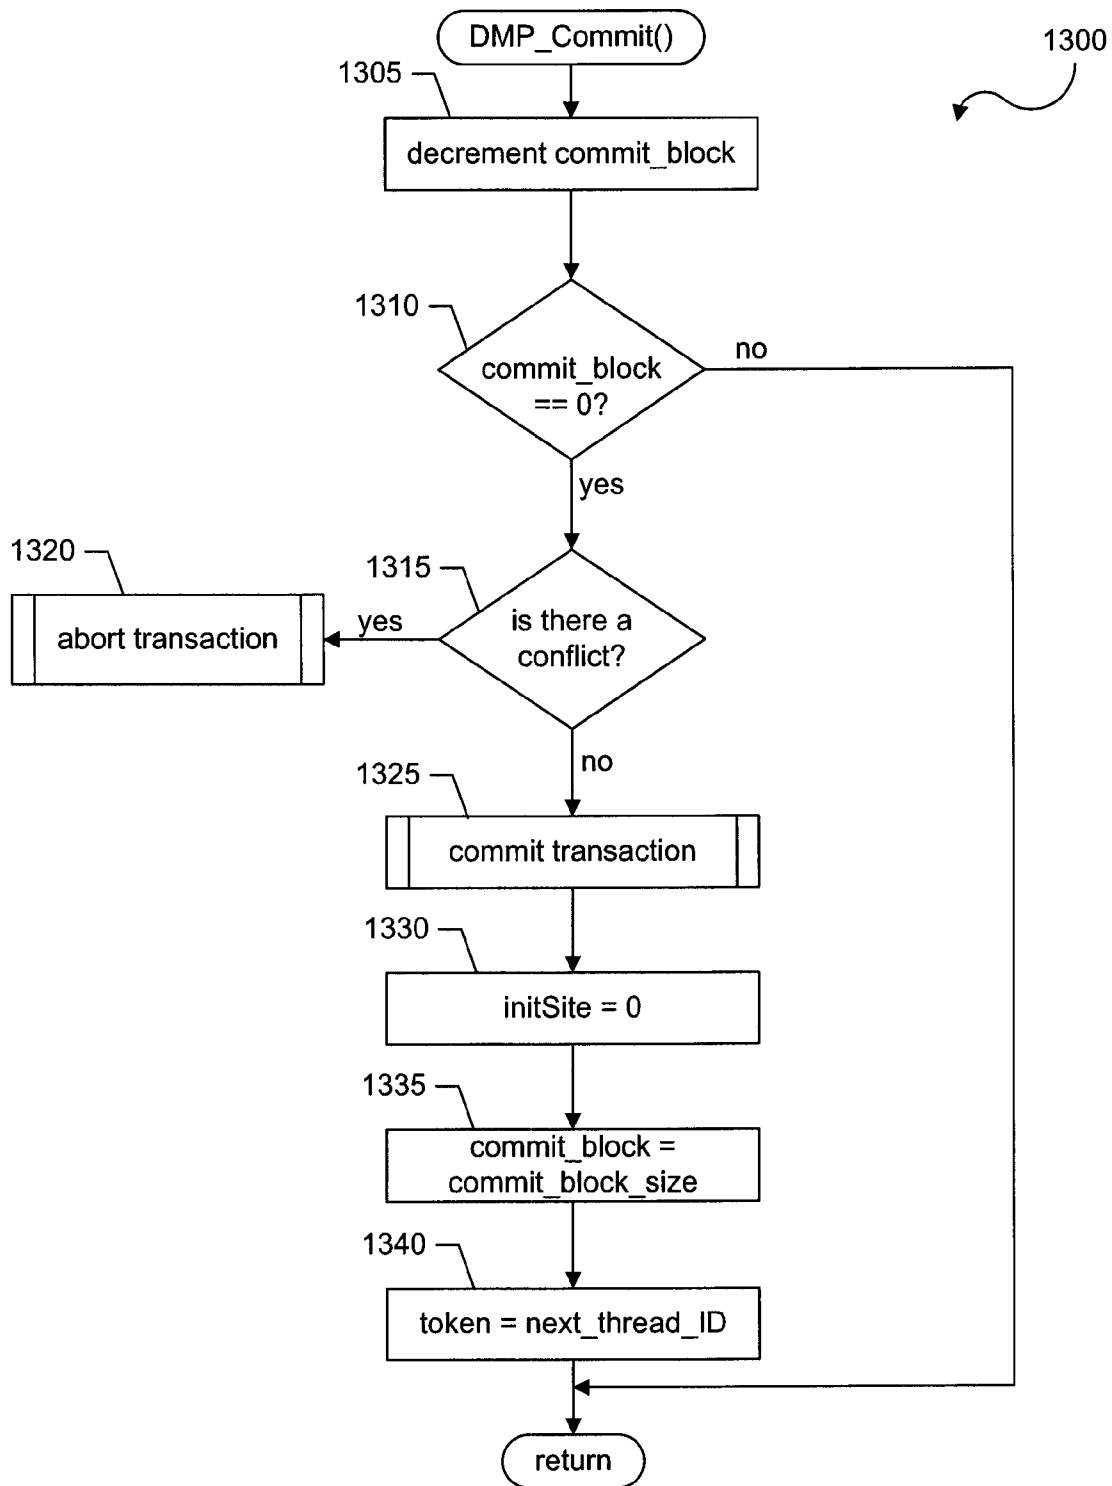 DMP_Commit()
1300
1305
decrement commit_block
1310
commit_block
== 0?
no
yes
1320
1315
abort transaction
yes
is there a
conflict?
no
1325
commit transaction
1330
initSite = 0
1335
commit_block =
commit_block_size
1340
token = next_thread_ID
return